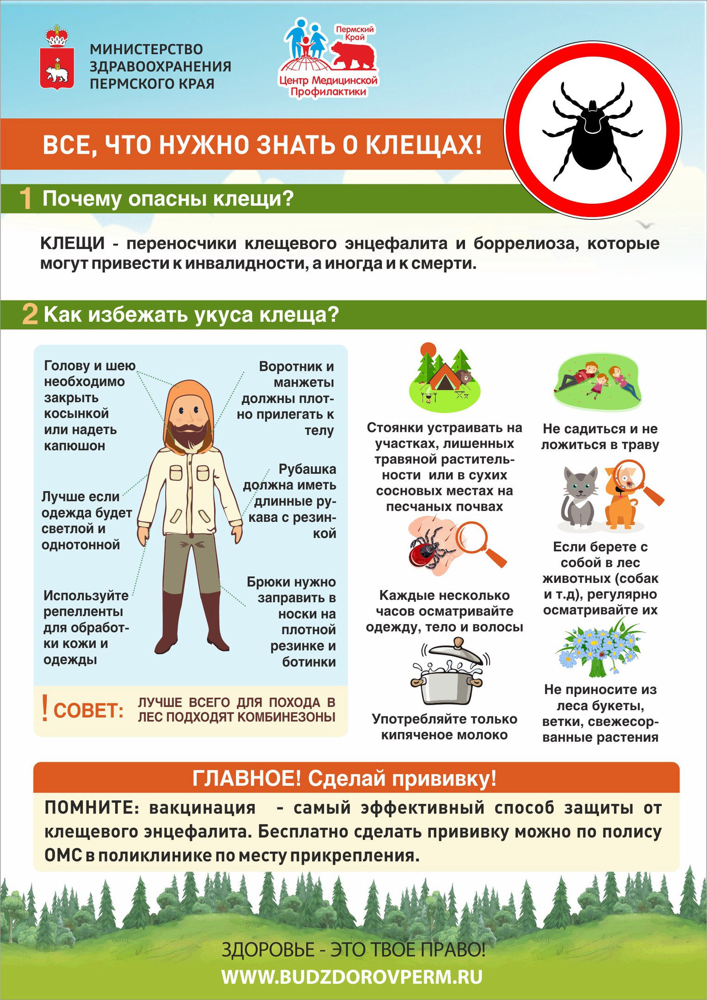 МИНИСТЕРСТВО
ЗДРАВООХРАНЕНИЯ
ПЕРМСКОГО КРАЯ
Пермский
Край
Центр Медицинской
Профилактики
ВСЕ, ЧТО НУЖНО ЗНАТЬ О КЛЕЩАХ!
1 Почему опасны клещи?
КЛЕЩИ - переносчики клещевого энцефалита и боррелиоза, которые
могут привести к инвалидности, а иногда и к смерти.
2 Как избежать укуса клеща?
Голову и шею
необходимо
закрыть
косынкой
или надеть
капюшон
Лучше если
одежда будет
светлой и
однотонной
Используйте
репелленты
для обработ-
ки кожи и
одежды
Воротник и
манжеты
должны плот-
но прилегать к
телу
Рубашка
должна иметь
длинные ру-
кава с резин-
кой
Брюки нужно
заправить в
носки на
плотной
резинке и
ботинки
! СОВЕТ:
ЛУЧШЕ ВСЕГО ДЛЯ ПОХОДА В
ЛЕС ПОДХОДЯТ КОМБИНЕЗОНЫ
Стоянки устраивать на
участках, лишенных
травяной раститель-
ности или в сухих
сосновых местах на
песчаных почвах
Каждые несколько
часов осматривайте
одежду, тело и волосы
Употребляйте только
кипяченое молоко
Не садиться и не
ложиться в траву
Если берете с
собой в лес
животных (собак
и т.д), регулярно
осматривайте их
Не приносите из
леса букеты,
ветки, свежесор-
ванные растения
ГЛАВНОЕ! Сделай прививку!
ПОМНИТЕ: вакцинация - самый эффективный способ защиты от
клещевого энцефалита. Бесплатно сделать прививку можно по полису
ОМС в поликлинике по месту прикрепления.
ЗДОРОВЬЕ - ЭТО ТВОЕ ПРАВО!
WWW.BUDZDOROVPERM.RU